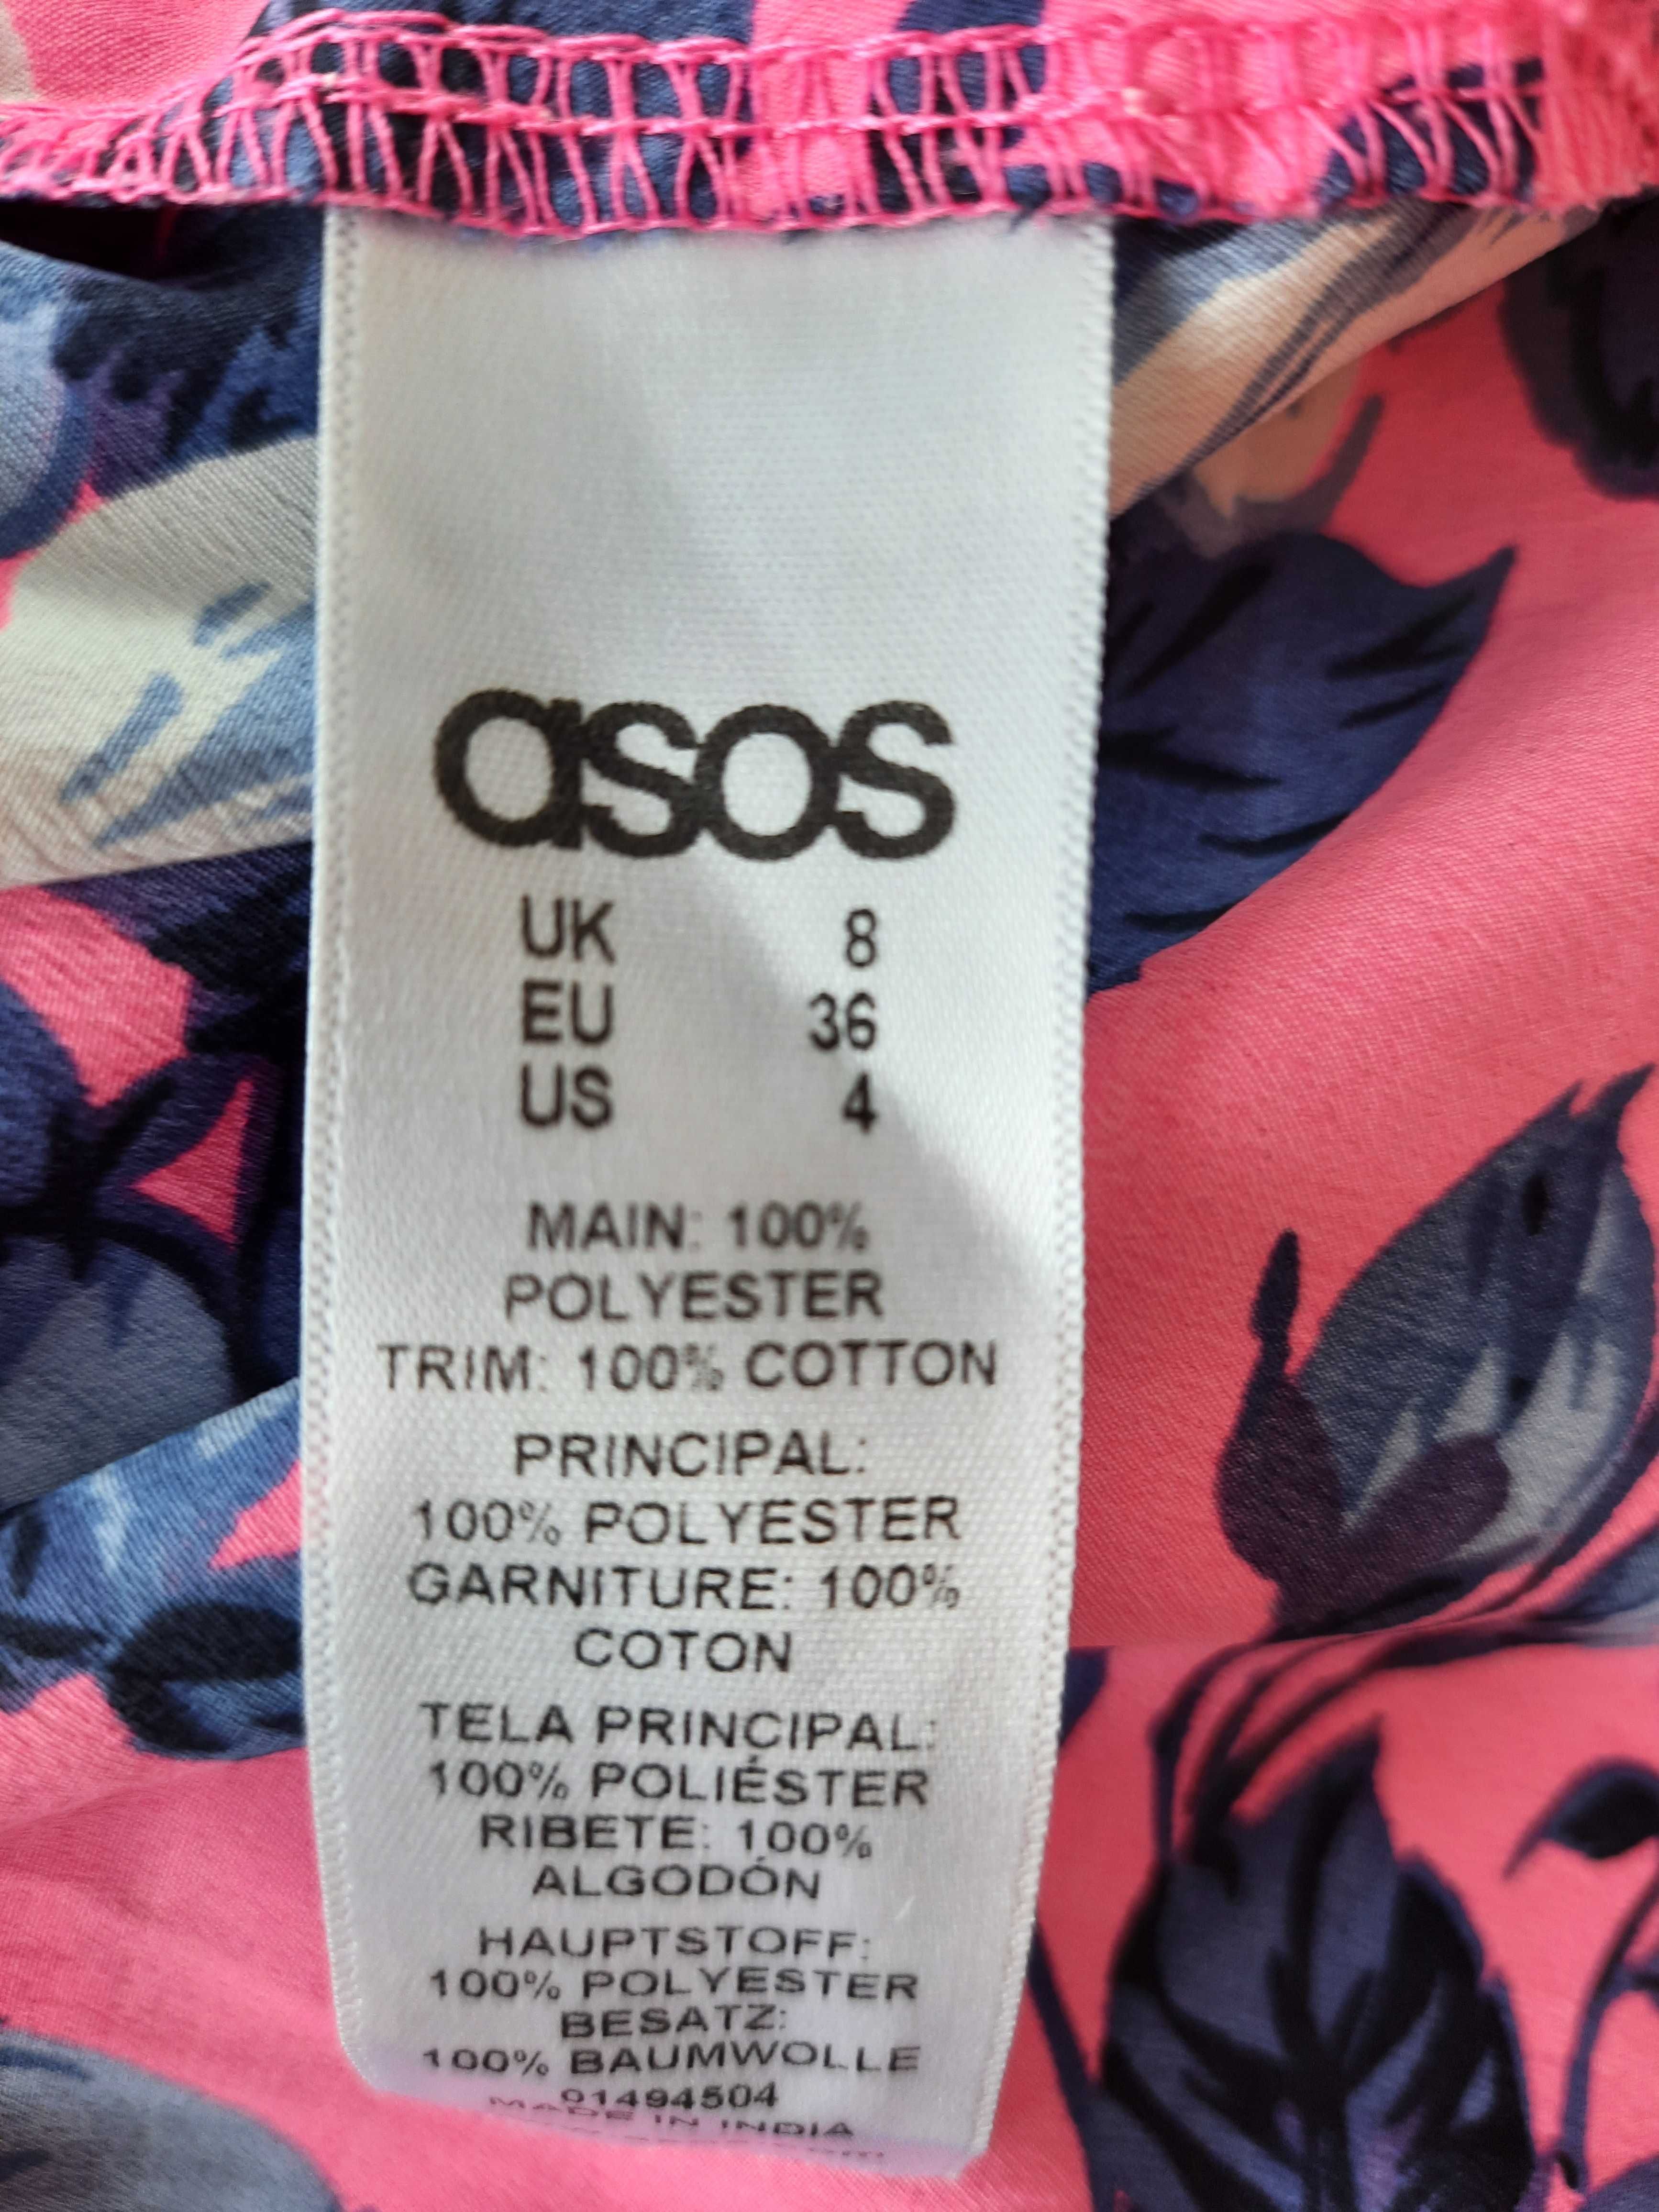 asos
UK 8
EU 36
US 4
MAIN: 100%
POLYESTER
TRIM: 100% COTTON
PRINCIPAL:
100% POLYESTER
GARNITURE: 100%
COTON
TELA PRINCIPAL:
100% POLIÉSTER
RIBETE: 100%
ALGODÓN
HAUPTSTOFF:
100% POLYESTER
BESATZ:
100% BAUMWOLLE
01494504
MADE IN INDIA